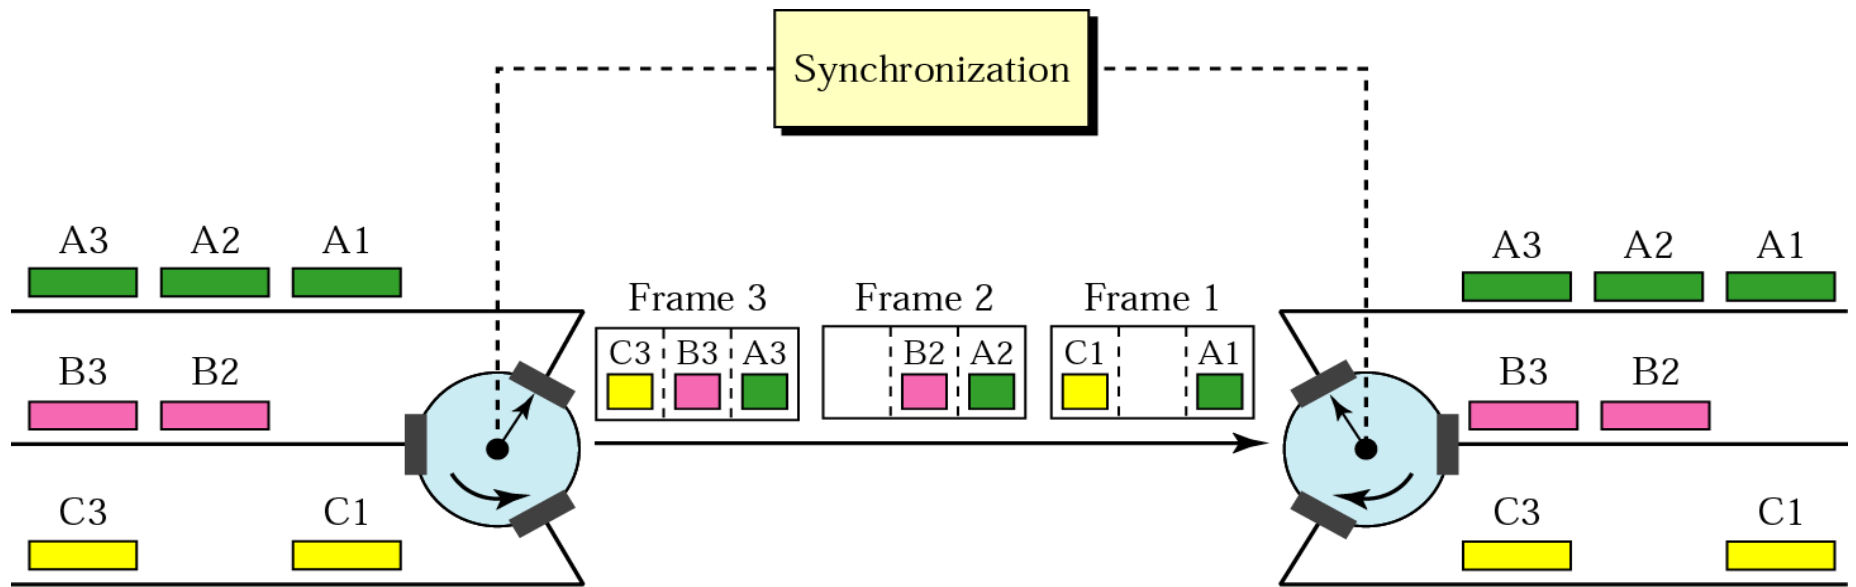 Synchronization
A3 A2 A1
A3 A2 A1
Frame 3 Frame 2 Frame 1
C3 B3 A3 B2 A2 C1 A1
B3 B2
B3 B2
C3 C1
C3 C1